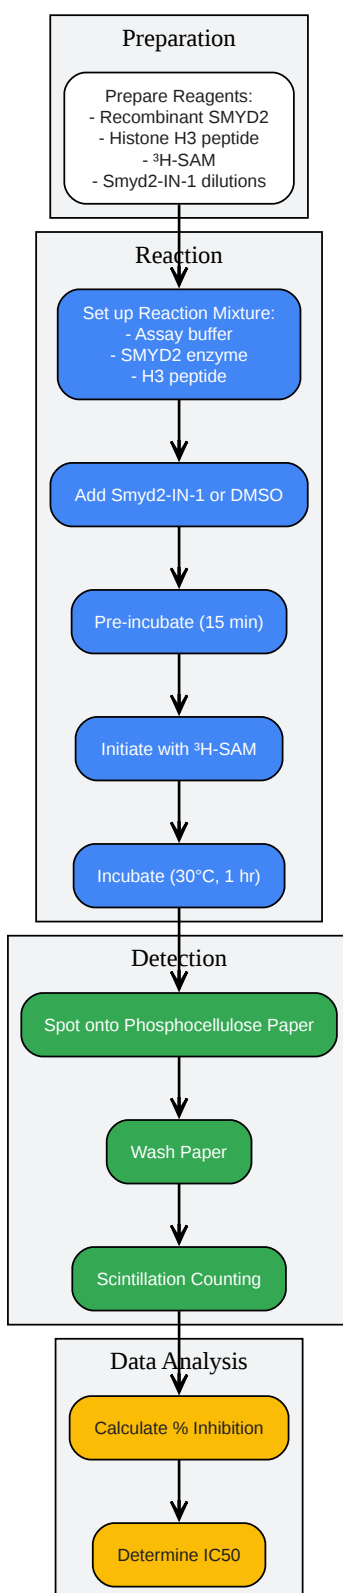 Preparation
Prepare Reagents:
- Recombinant SMYD2
- Histone H3 peptide
- ³H-SAM
- Smyd2-IN-1 dilutions
Reaction
Set up Reaction Mixture:
- Assay buffer
- SMYD2 enzyme
- H3 peptide
Add Smyd2-IN-1 or DMSO
Pre-incubate (15 min)
Initiate with ³H-SAM
Incubate (30°C, 1 hr)
Detection
Spot onto Phosphocellulose Paper
Wash Paper
Scintillation Counting
Data Analysis
Calculate % Inhibition
Determine IC50